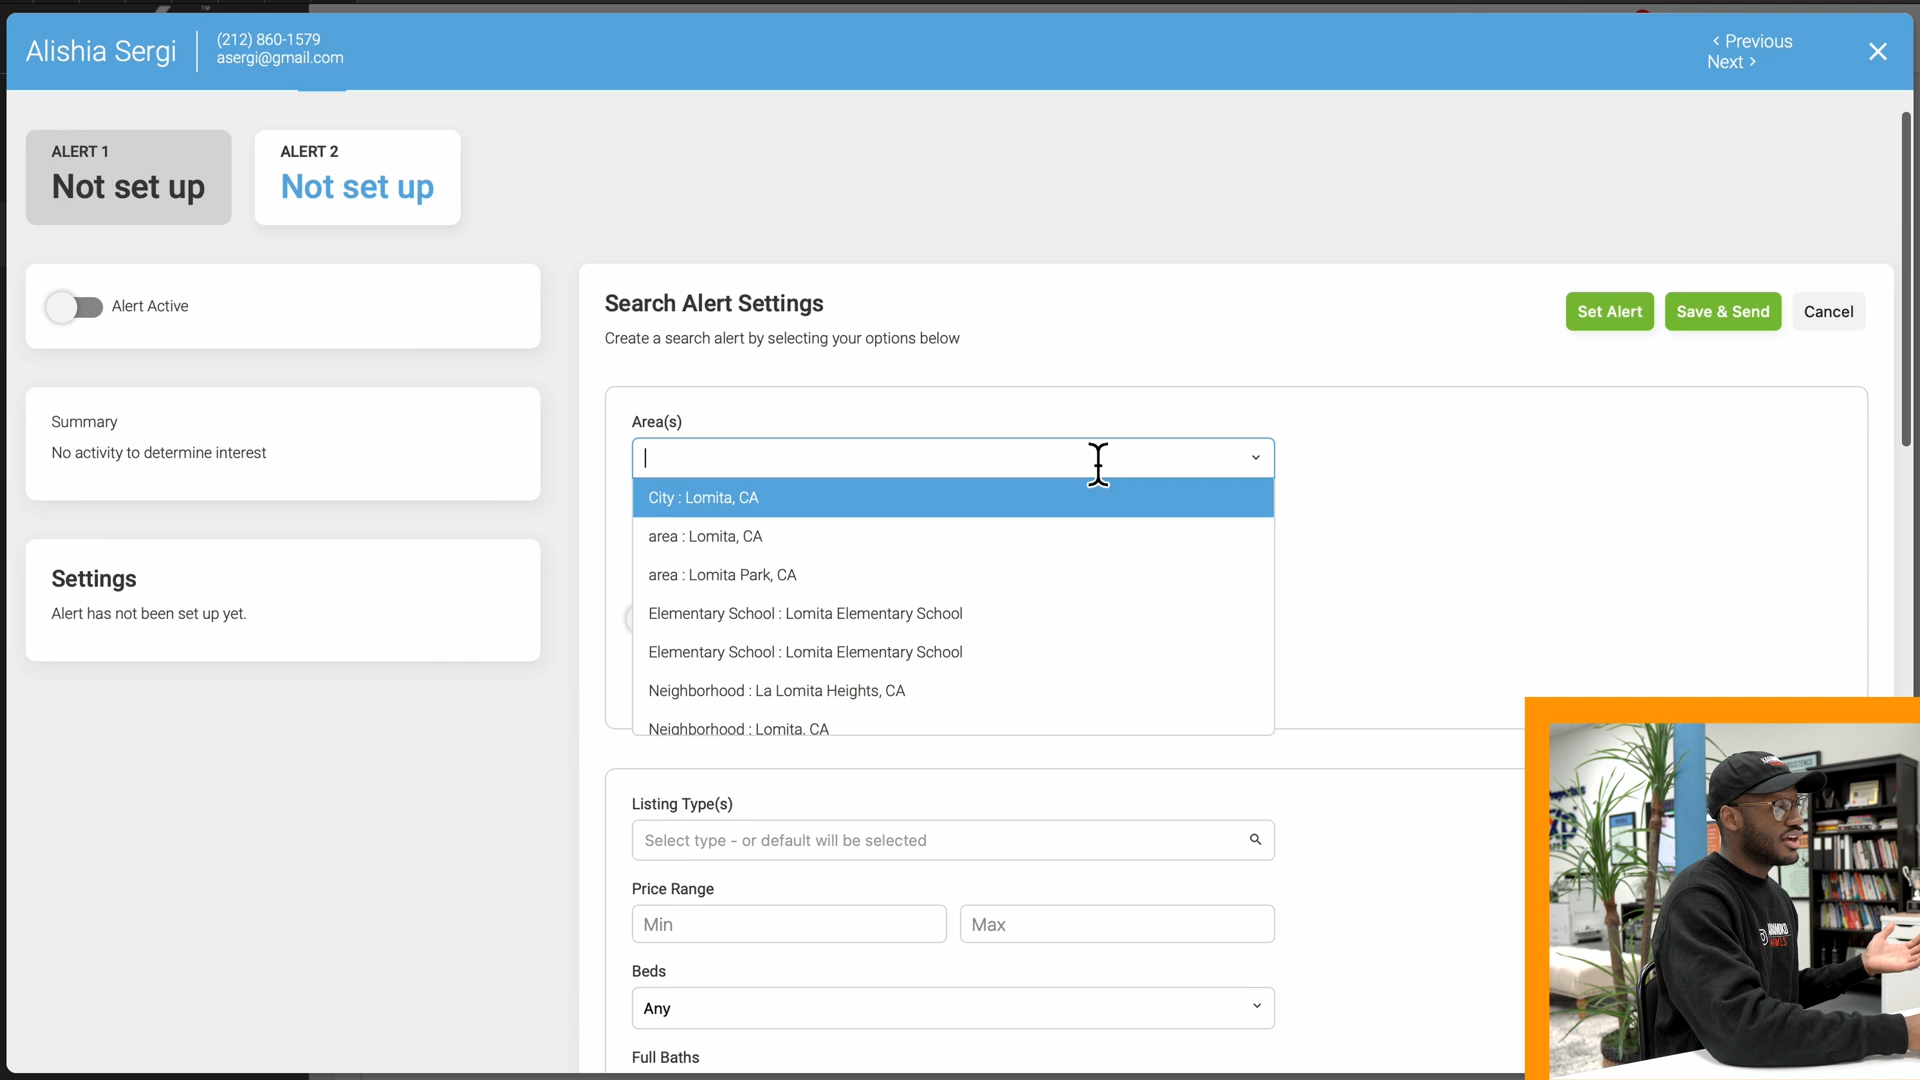 Alishia Sergi
(212) 860-1579
asergi@gmail.com
< Previous
Next >
ALERT 1
Not set up
ALERT 2
Not set up
Alert Active
Summary
No activity to determine interest
Settings
Alert has not been set up yet.
Search Alert Settings
Create a search alert by selecting your options below
Set Alert
Save & Send
Cancel
Area(s)
City : Lomita, CA
area : Lomita, CA
area : Lomita Park, CA
Elementary School : Lomita Elementary School
Elementary School : Lomita Elementary School
Neighborhood : La Lomita Heights, CA
Neighborhood : Lomita, CA
Listing Type(s)
Select type - or default will be selected
Price Range
Min
Max
Beds
Any
Full Baths